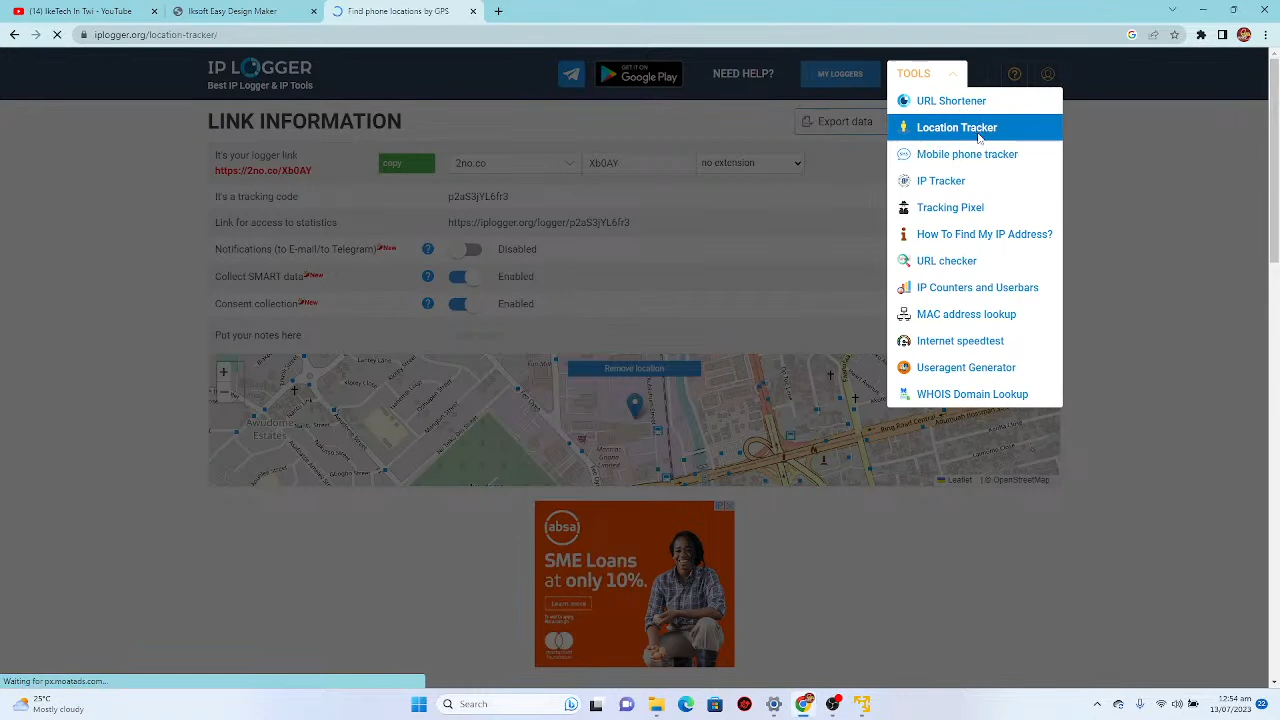 (14) IkeTech In Twi - YouTube
Iksoft Easy Design Maker
Find phone locations by GPS
iplogger.org/location-tracker/
IP LOGGER
Best IP Logger & IP Tools
GET IT ON
Google Play
NEED HELP?
MY LOGGERS
TOOLS
URL Shortener
Location Tracker
Mobile phone tracker
IP Tracker
Tracking Pixel
How To Find My IP Address?
URL checker
IP Counters and Userbars
MAC address lookup
Internet speedtest
Useragent Generator
WHOIS Domain Lookup
LINK INFORMATION
Export data
It's your logger
https://2no.co/Xb0AY
copy
2no.co
Xb0AY
no extension
It's a tracking code
p2aS3jYL6fr3
Link for access to statistics
https://iplogger.org/logger/p2aS3jYL6fr3
Notifications (to E-mail/to Telegram) New
Disabled
Collect SMART data New
Enabled
Consent collection New
Enabled
Put your notes here
Remove location
Awudome
Estates
Ring Road Central
Leaflet | © OpenStreetMap
absa
SME Loans
at only 10%.
Learn more
Waiting for px.moatads.com...
25°C
Mostly cloudy
Search
12:54 am
13/07/2023